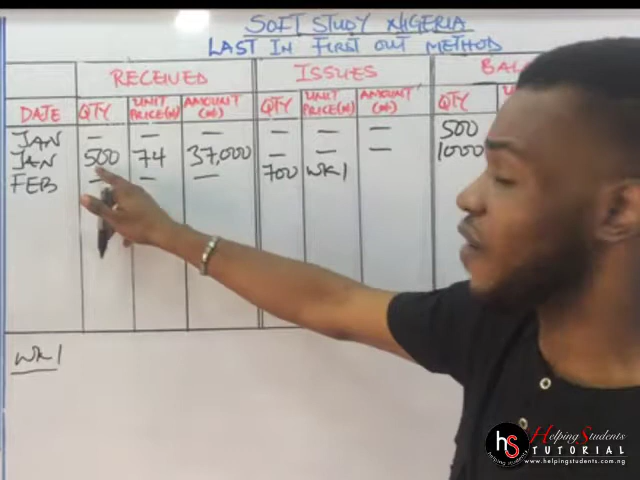 SOFT STUDY NIGERIA
LAST IN FIRST OUT METHOD
RECEIVED ISSUES
DATE QTY UNIT PRICE(₦) AMOUNT (₦) QTY UNIT PRICE(₦) AMOUNT (₦) QTY
JAN — — — — — — 500
JAN 500 74 37,000 — — — 1000
FEB — — — 700 WK1
WK1
hS Helping Students
TUTORIAL
www.helpingstudents.com.ng